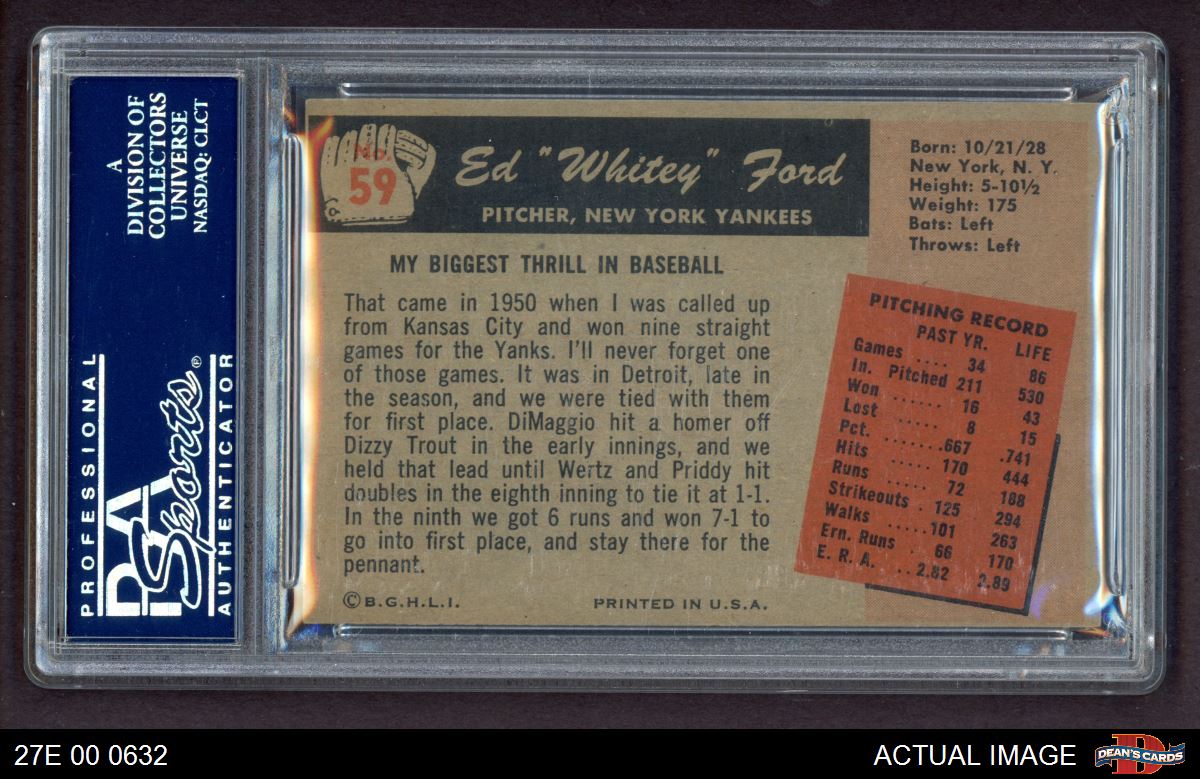 A
DIVISION OF
COLLECTORS
UNIVERSE
NASDAQ: CLCT
PROFESSIONAL
PSA
Sports®
AUTHENTICATOR
No.
59
Ed "Whitey" Ford
PITCHER, NEW YORK YANKEES
Born: 10/21/28
New York, N. Y.
Height: 5-10½
Weight: 175
Bats: Left
Throws: Left
MY BIGGEST THRILL IN BASEBALL
That came in 1950 when I was called up
from Kansas City and won nine straight
games for the Yanks. I'll never forget one
of those games. It was in Detroit, late in
the season, and we were tied with them
for first place. DiMaggio hit a homer off
Dizzy Trout in the early innings, and we
held that lead until Wertz and Priddy hit
doubles in the eighth inning to tie it at 1-1.
In the ninth we got 6 runs and won 7-1 to
go into first place, and stay there for the
pennant.
© B.G.H.L.I. PRINTED IN U.S.A.
PITCHING RECORD
PAST YR. LIFE
Games .... 34 86
In. Pitched 211 530
Won ...... 16 43
Lost ..... 8 15
Pct. .......667 .741
Hits ..... 170 444
Runs ..... 72 188
Strikeouts . 125 294
Walks .....101 263
Ern. Runs . 66 170
E. R. A. ..2.82 2.89
27E 00 0632
ACTUAL IMAGE
D
DEAN'S CARDS